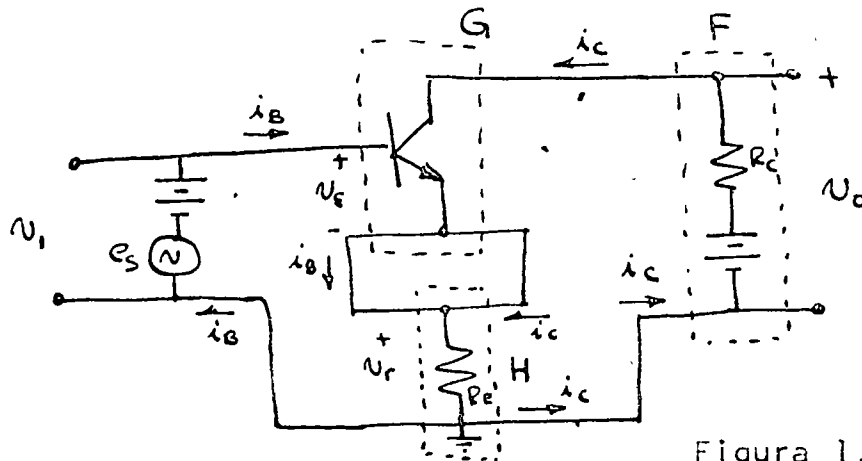 G
F
i_C
+
i_B
+
R_C
v_ε
v_o
v_1
-
i_B
e_s
i_C
i_B
+
i_C
v_r
H
R_E
i_C
Figura 1.